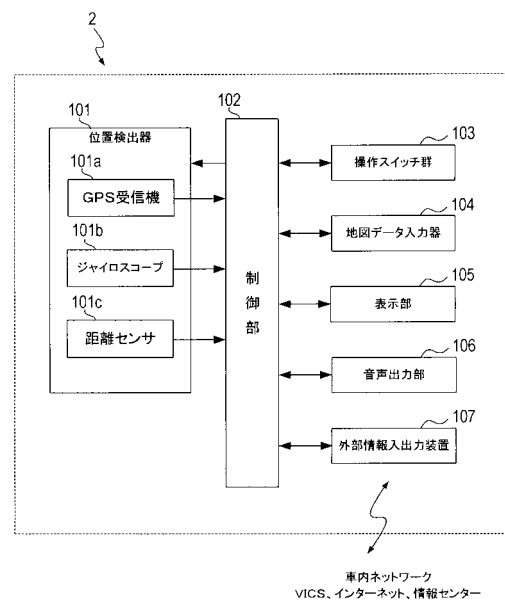 2
101
位置検出器
101a
GPS受信機
101b
ジャイロスコープ
101c
距離センサ
102
制御部
103
操作スイッチ群
104
地図データ入力器
105
表示部
106
音声出力部
107
外部情報入出力装置
車内ネットワーク
VICS、インターネット、情報センター